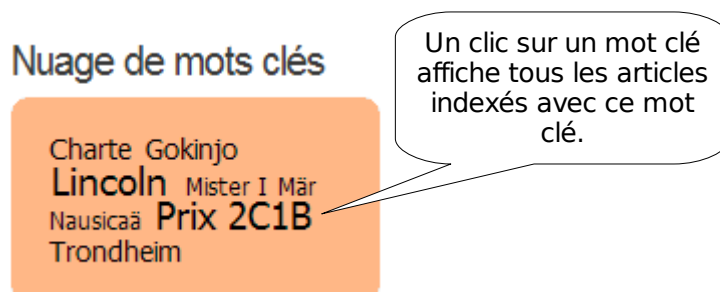 Nuage de mots clés
Un clic sur un mot clé
affiche tous les articles
indexés avec ce mot
clé.
Charte Gokinjo
Lincoln Mister I Mär
Nausicaä Prix 2C1B
Trondheim